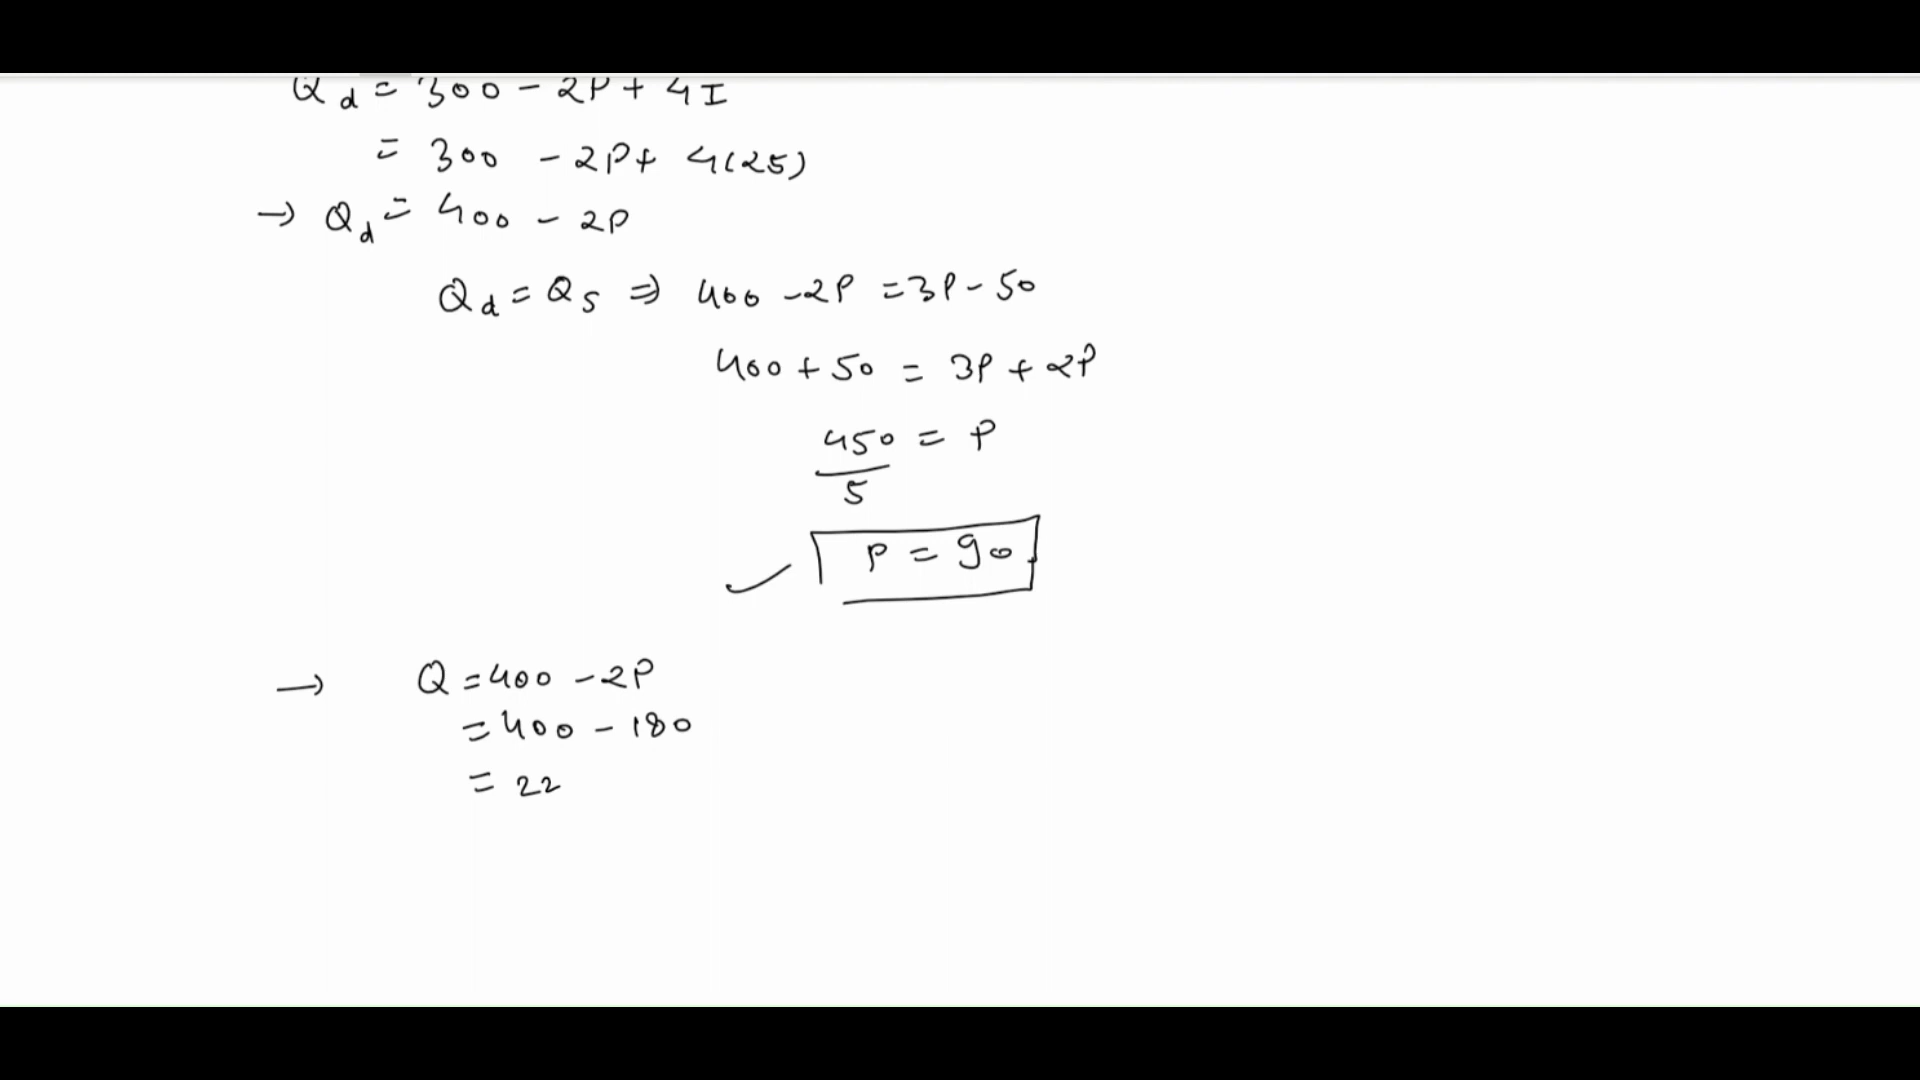 Qd = 300 - 2P + 4I
= 300 - 2P + 4(25)
→ Qd = 400 - 2P
Qd = QS ⇒ 400 - 2P = 3P - 50
400 + 50 = 3P + 2P
450/5 = P
P = 90
→ Q = 400 - 2P
= 400 - 180
= 22